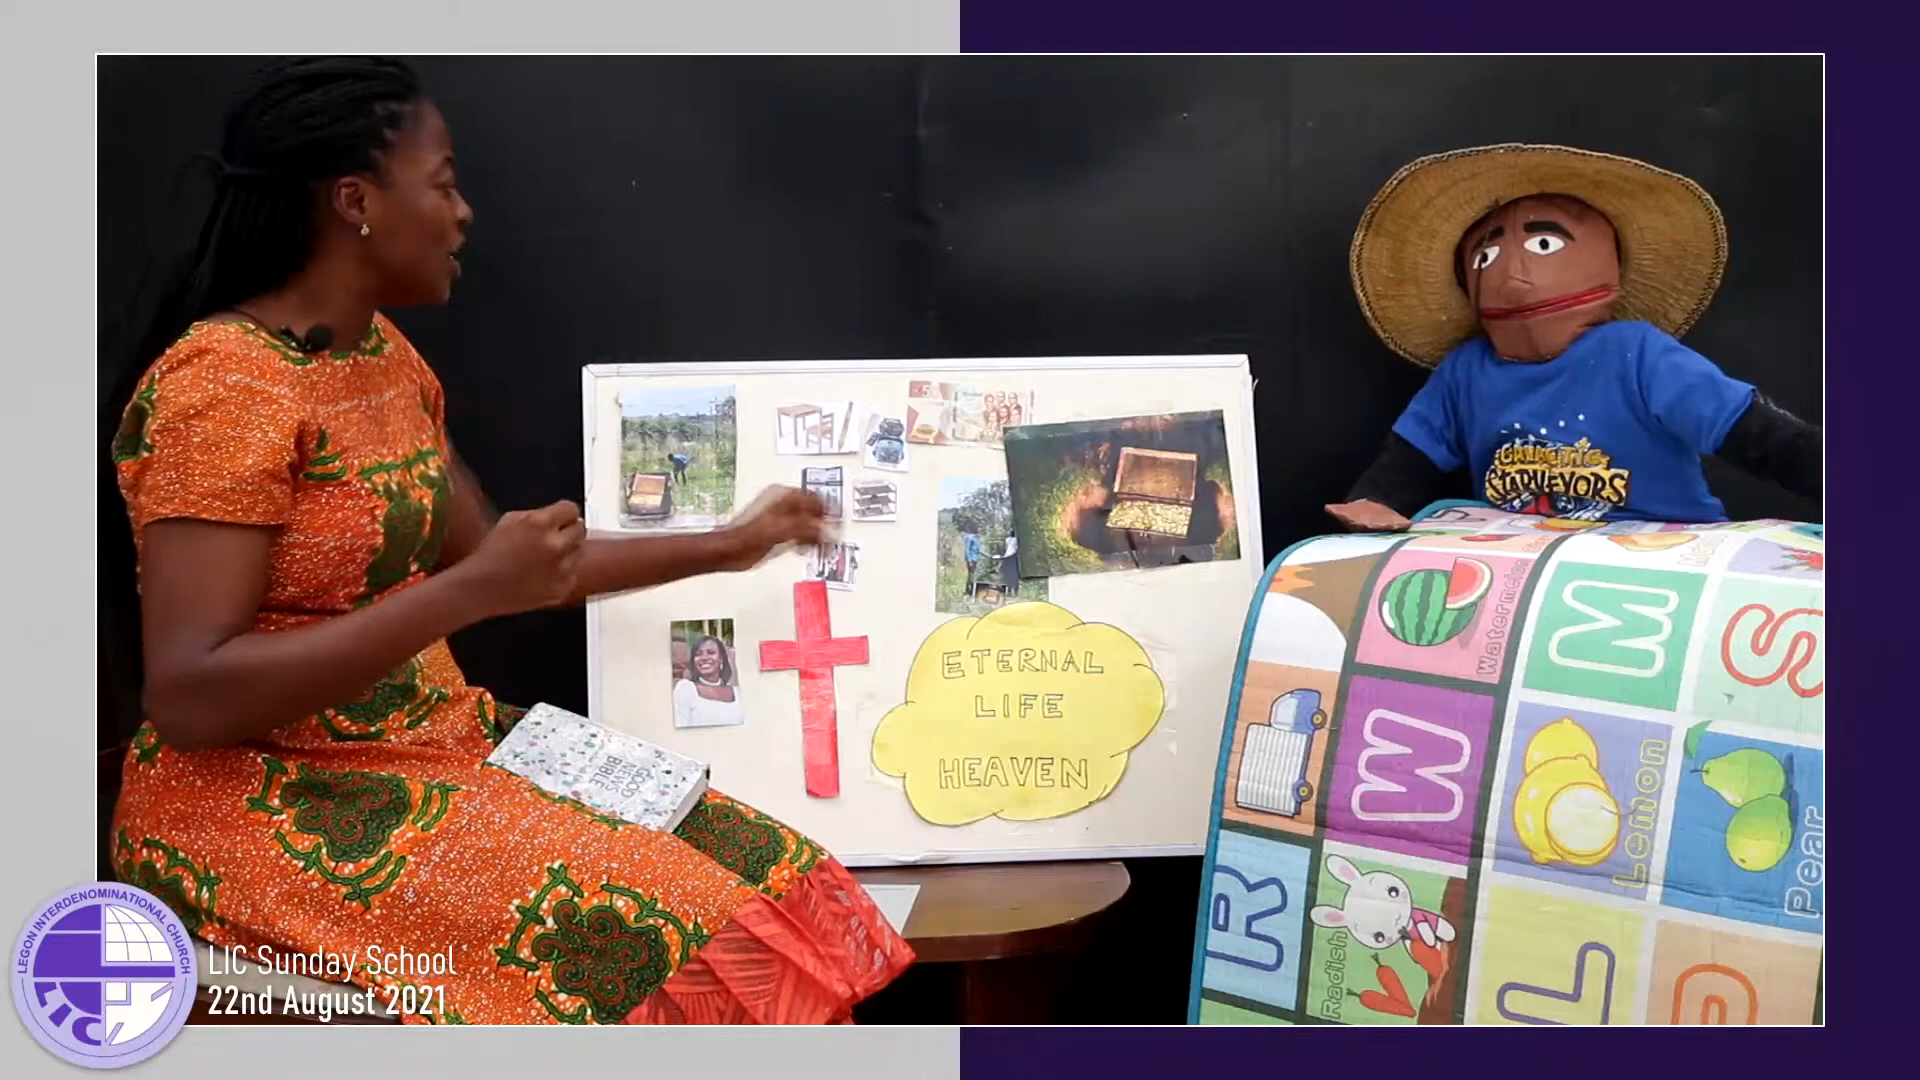 GALACTIC
STARVEYORS
ETERNAL
LIFE
HEAVEN
GOOD
NEWS
BIBLE
Watermelon
M
S
W
Lemon
Pear
R
Radish
L
LEGON INTERDENOMINATIONAL CHURCH
LIC
LIC Sunday School
22nd August 2021